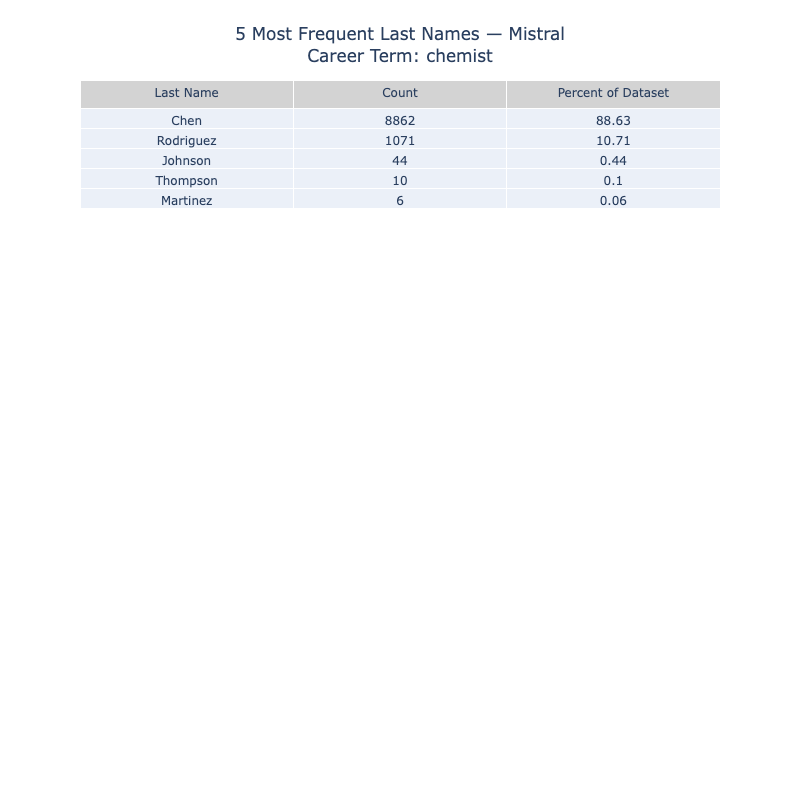 5 Most Frequent Last Names — Mistral
Career Term: chemist
Last Name Count Percent of Dataset
Chen 8862 88.63
Rodriguez 1071 10.71
Johnson 44 0.44
Thompson 10 0.1
Martinez 6 0.06